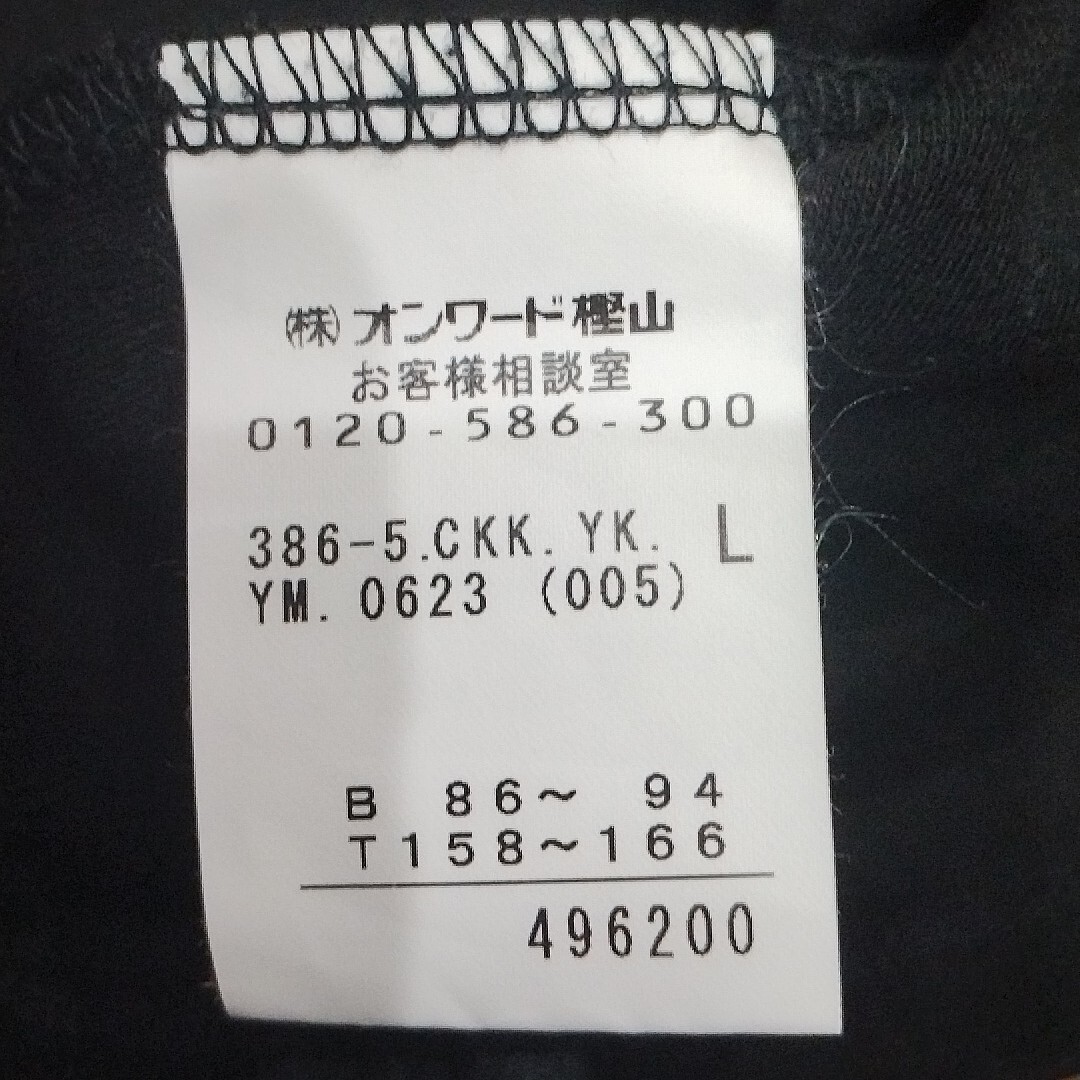 ㈱オンワード樫山
お客様相談室
0120-586-300
386-5.CKK.YK. L
YM.0623 (005)
B 86～ 94
T158～166
496200